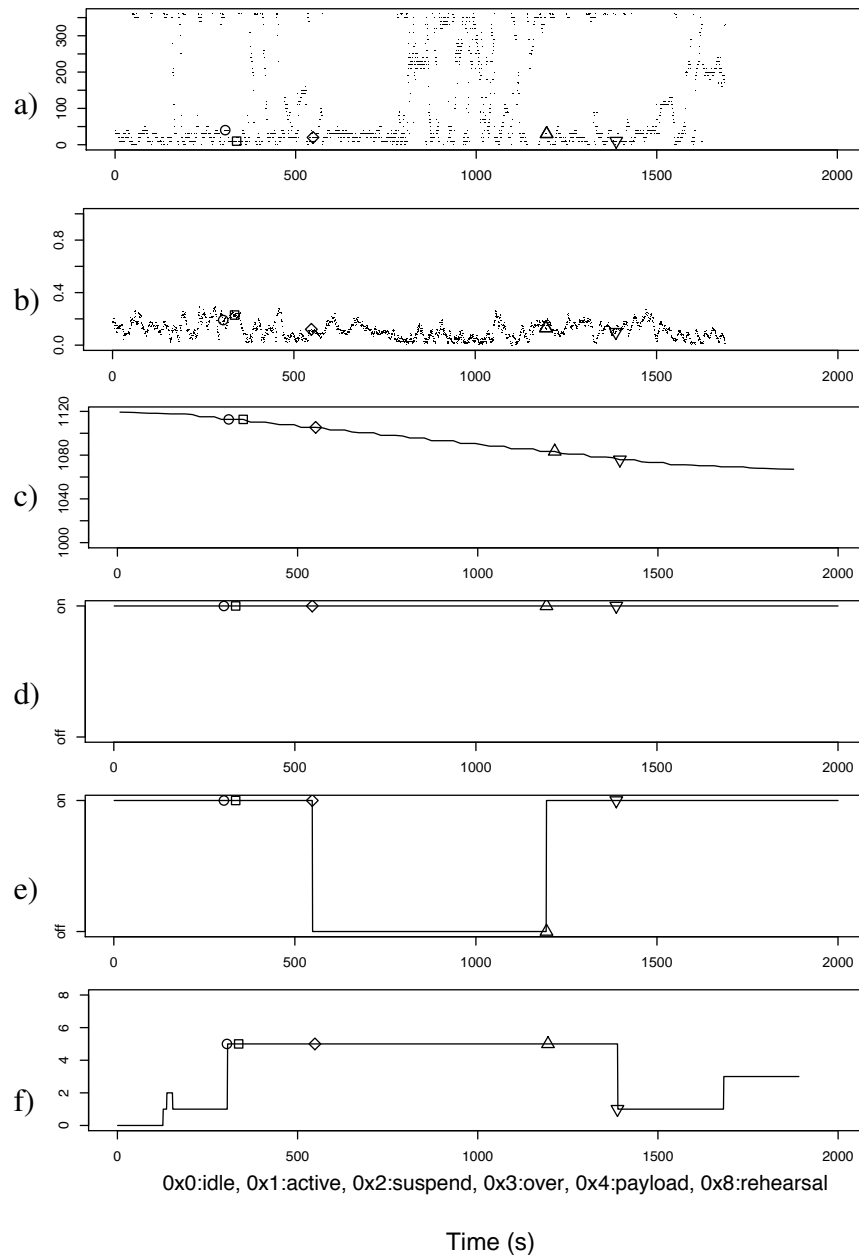 a)
0 100 200 300
0 500 1000 1500 2000
b)
0.0 0.4 0.8
0 500 1000 1500 2000
c)
1000 1040 1080 1120
0 500 1000 1500 2000
d)
off on
0 500 1000 1500 2000
e)
off on
0 500 1000 1500 2000
f)
0 2 4 6 8
0 500 1000 1500 2000
0x0:idle, 0x1:active, 0x2:suspend, 0x3:over, 0x4:payload, 0x8:rehearsal
Time (s)